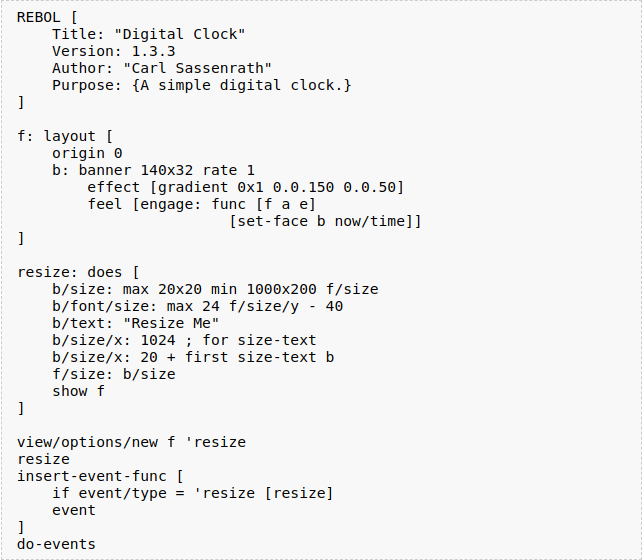 REBOL [
    Title: "Digital Clock"
    Version: 1.3.3
    Author: "Carl Sassenrath"
    Purpose: {A simple digital clock.}
]

f: layout [
    origin 0
    b: banner 140x32 rate 1
        effect [gradient 0x1 0.0.150 0.0.50]
        feel [engage: func [f a e]
                        [set-face b now/time]]
]

resize: does [
    b/size: max 20x20 min 1000x200 f/size
    b/font/size: max 24 f/size/y - 40
    b/text: "Resize Me"
    b/size/x: 1024 ; for size-text
    b/size/x: 20 + first size-text b
    f/size: b/size
    show f
]

view/options/new f 'resize
resize
insert-event-func [
    if event/type = 'resize [resize]
    event
]
do-events